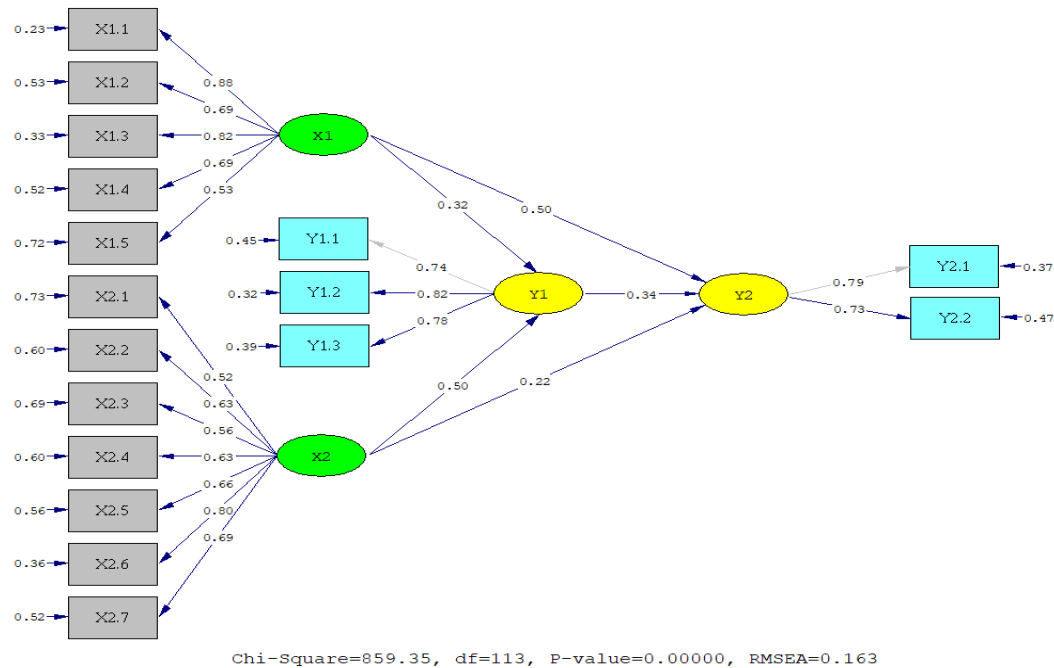 0.23 X1.1
0.88
0.53 X1.2
0.69
0.33 X1.3 0.82 X1
0.69
0.52 X1.4
0.53
0.32 0.50
0.72 X1.5
0.45 Y1.1
0.74
0.73 X2.1
0.32 Y1.2 0.82 Y1 0.34 Y2
0.79 Y2.1 0.37
0.73 Y2.2 0.47
0.78
0.39 Y1.3
0.60 X2.2
0.52
0.50 0.22
0.63
0.69 X2.3
0.56
0.60 X2.4 0.63 X2
0.66
0.56 X2.5
0.80
0.69
0.36 X2.6
0.52 X2.7
Chi-Square=859.35, df=113, P-value=0.00000, RMSEA=0.163